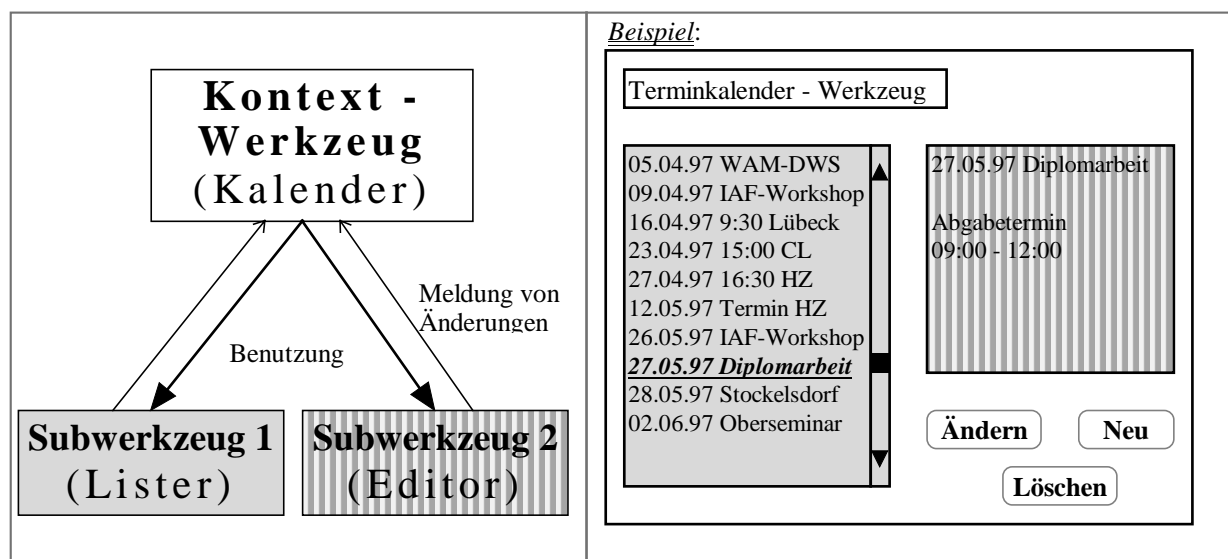 Kontext -
Werkzeug
(Kalender)
Meldung von
Änderungen
Benutzung
Subwerkzeug 1
(Lister)
Subwerkzeug 2
(Editor)
Beispiel:
Terminkalender - Werkzeug
05.04.97 WAM-DWS
09.04.97 IAF-Workshop
16.04.97 9:30 Lübeck
23.04.97 15:00 CL
27.04.97 16:30 HZ
12.05.97 Termin HZ
26.05.97 IAF-Workshop
27.05.97 Diplomarbeit
28.05.97 Stockelsdorf
02.06.97 Oberseminar
27.05.97 Diplomarbeit
Abgabetermin
09:00 - 12:00
Ändern
Neu
Löschen